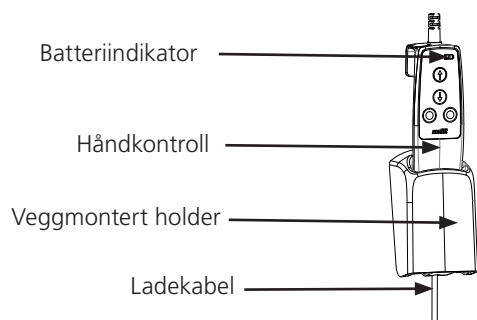 Batteriindikator
Håndkontroll
Veggmontert holder
Ladekabel